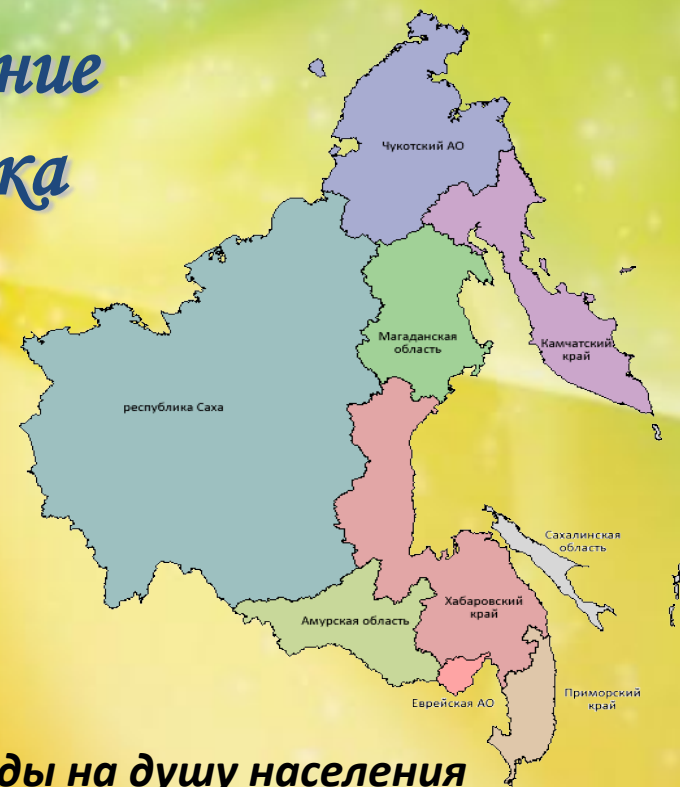 ние
ка
Чукотский АО
Магаданская
область
Камчатский
край
республика Саха
Сахалинская
область
Хабаровский
край
Амурская область
Еврейская АО
Приморский
край
ды на душу населения